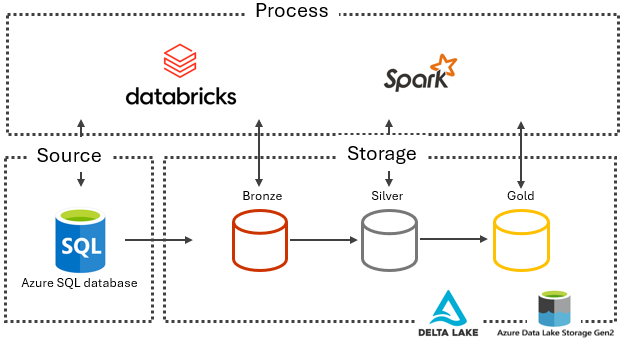 Process
databricks
Spark
Source
Storage
Bronze
Silver
Gold
SQL
Azure SQL database
DELTA LAKE
Azure Data Lake Storage Gen2